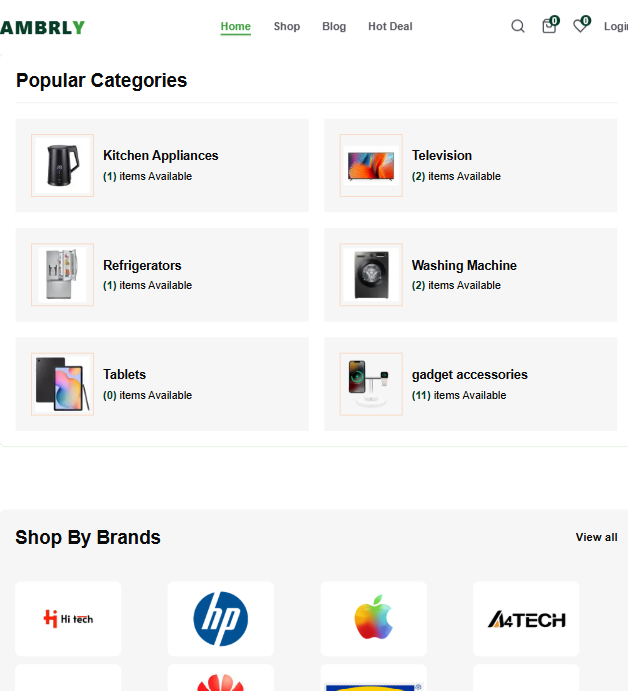 AMBRLY
Home Shop Blog Hot Deal
0 0
Popular Categories
Kitchen Appliances
(1) items Available
Television
(2) items Available
Refrigerators
(1) items Available
Washing Machine
(2) items Available
Tablets
(0) items Available
gadget accessories
(11) items Available
Shop By Brands
View all
Hi tech
hp
A4TECH